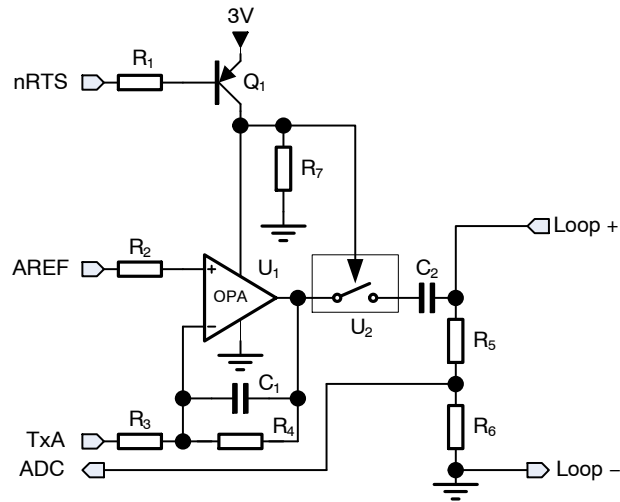 3V
R1
nRTS
Q1
R7
Loop +
R2
AREF
U1
+
OPA
C2
−
U2
R5
C1
R3
R4
R6
TxA
ADC
Loop −